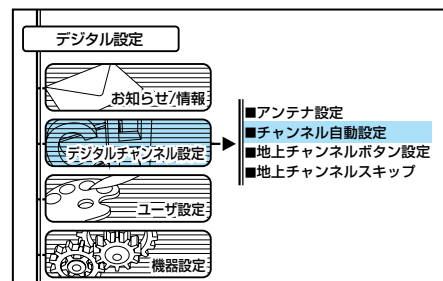 デジタル設定
お知らせ/情報
デジタルチャンネル設定
ユーザ設定
機器設定
■アンテナ設定
■チャンネル自動設定
■地上チャンネルボタン設定
■地上チャンネルスキップ